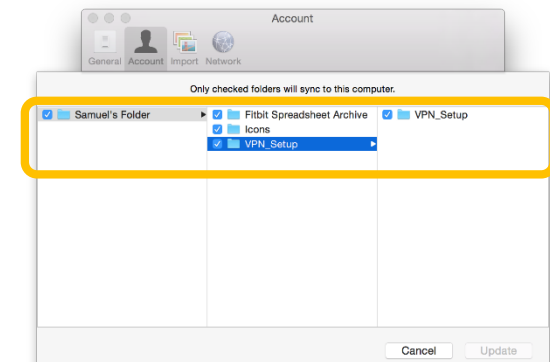 Account
General Account Import Network
Only checked folders will sync to this computer.
Samuel's Folder Fitbit Spreadsheet Archive VPN_Setup
Icons
VPN_Setup
Cancel Update